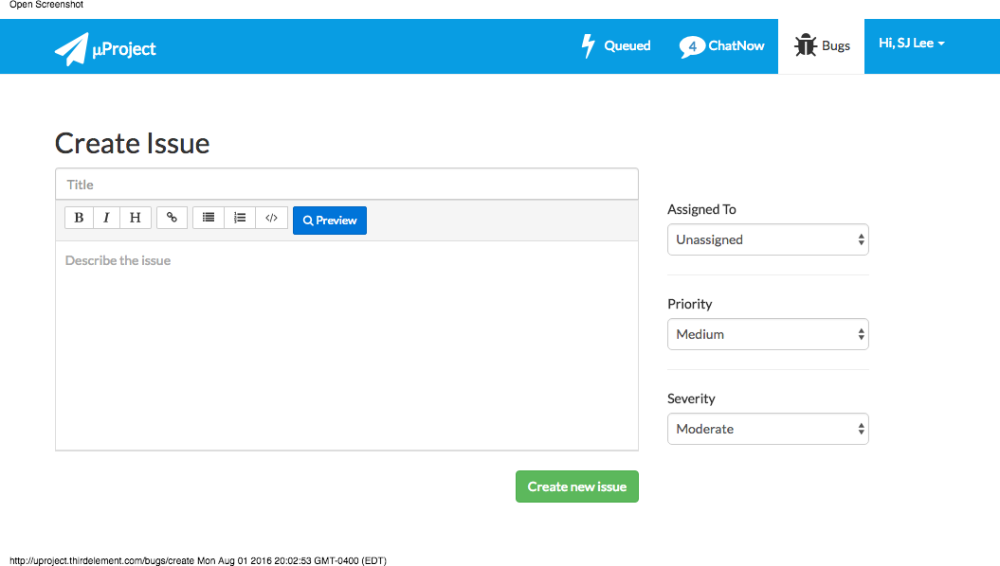 Open Screenshot
µProject
Queued
4 ChatNow
Bugs
Hi, SJ Lee
Create Issue
Title
B I H </> Preview
Describe the issue
Assigned To
Unassigned
Priority
Medium
Severity
Moderate
Create new issue
http://uproject.thirdelement.com/bugs/create Mon Aug 01 2016 20:02:53 GMT-0400 (EDT)